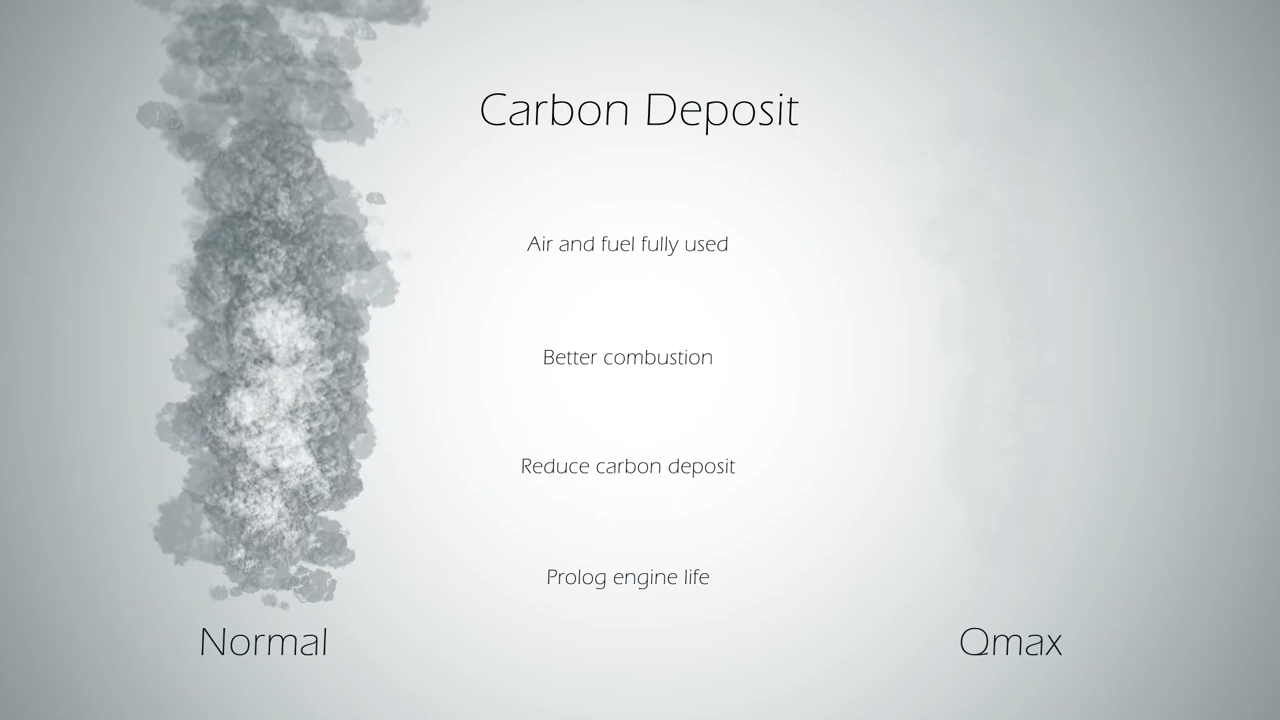 Carbon Deposit
Air and fuel fully used
Better combustion
Reduce carbon deposit
Prolog engine life
Normal
Qmax